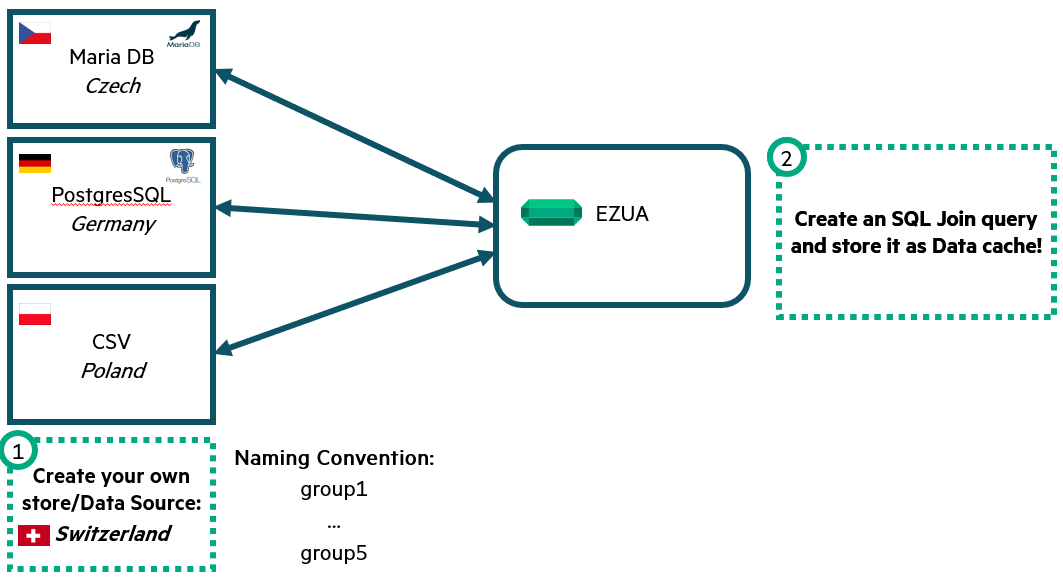 MariaDB
Maria DB
Czech
PostgreSQL
PostgresSQL
Germany
CSV
Poland
1
Create your own
store/Data Source:
Switzerland
Naming Convention:
group1
...
group5
EZUA
2
Create an SQL Join query
and store it as Data cache!